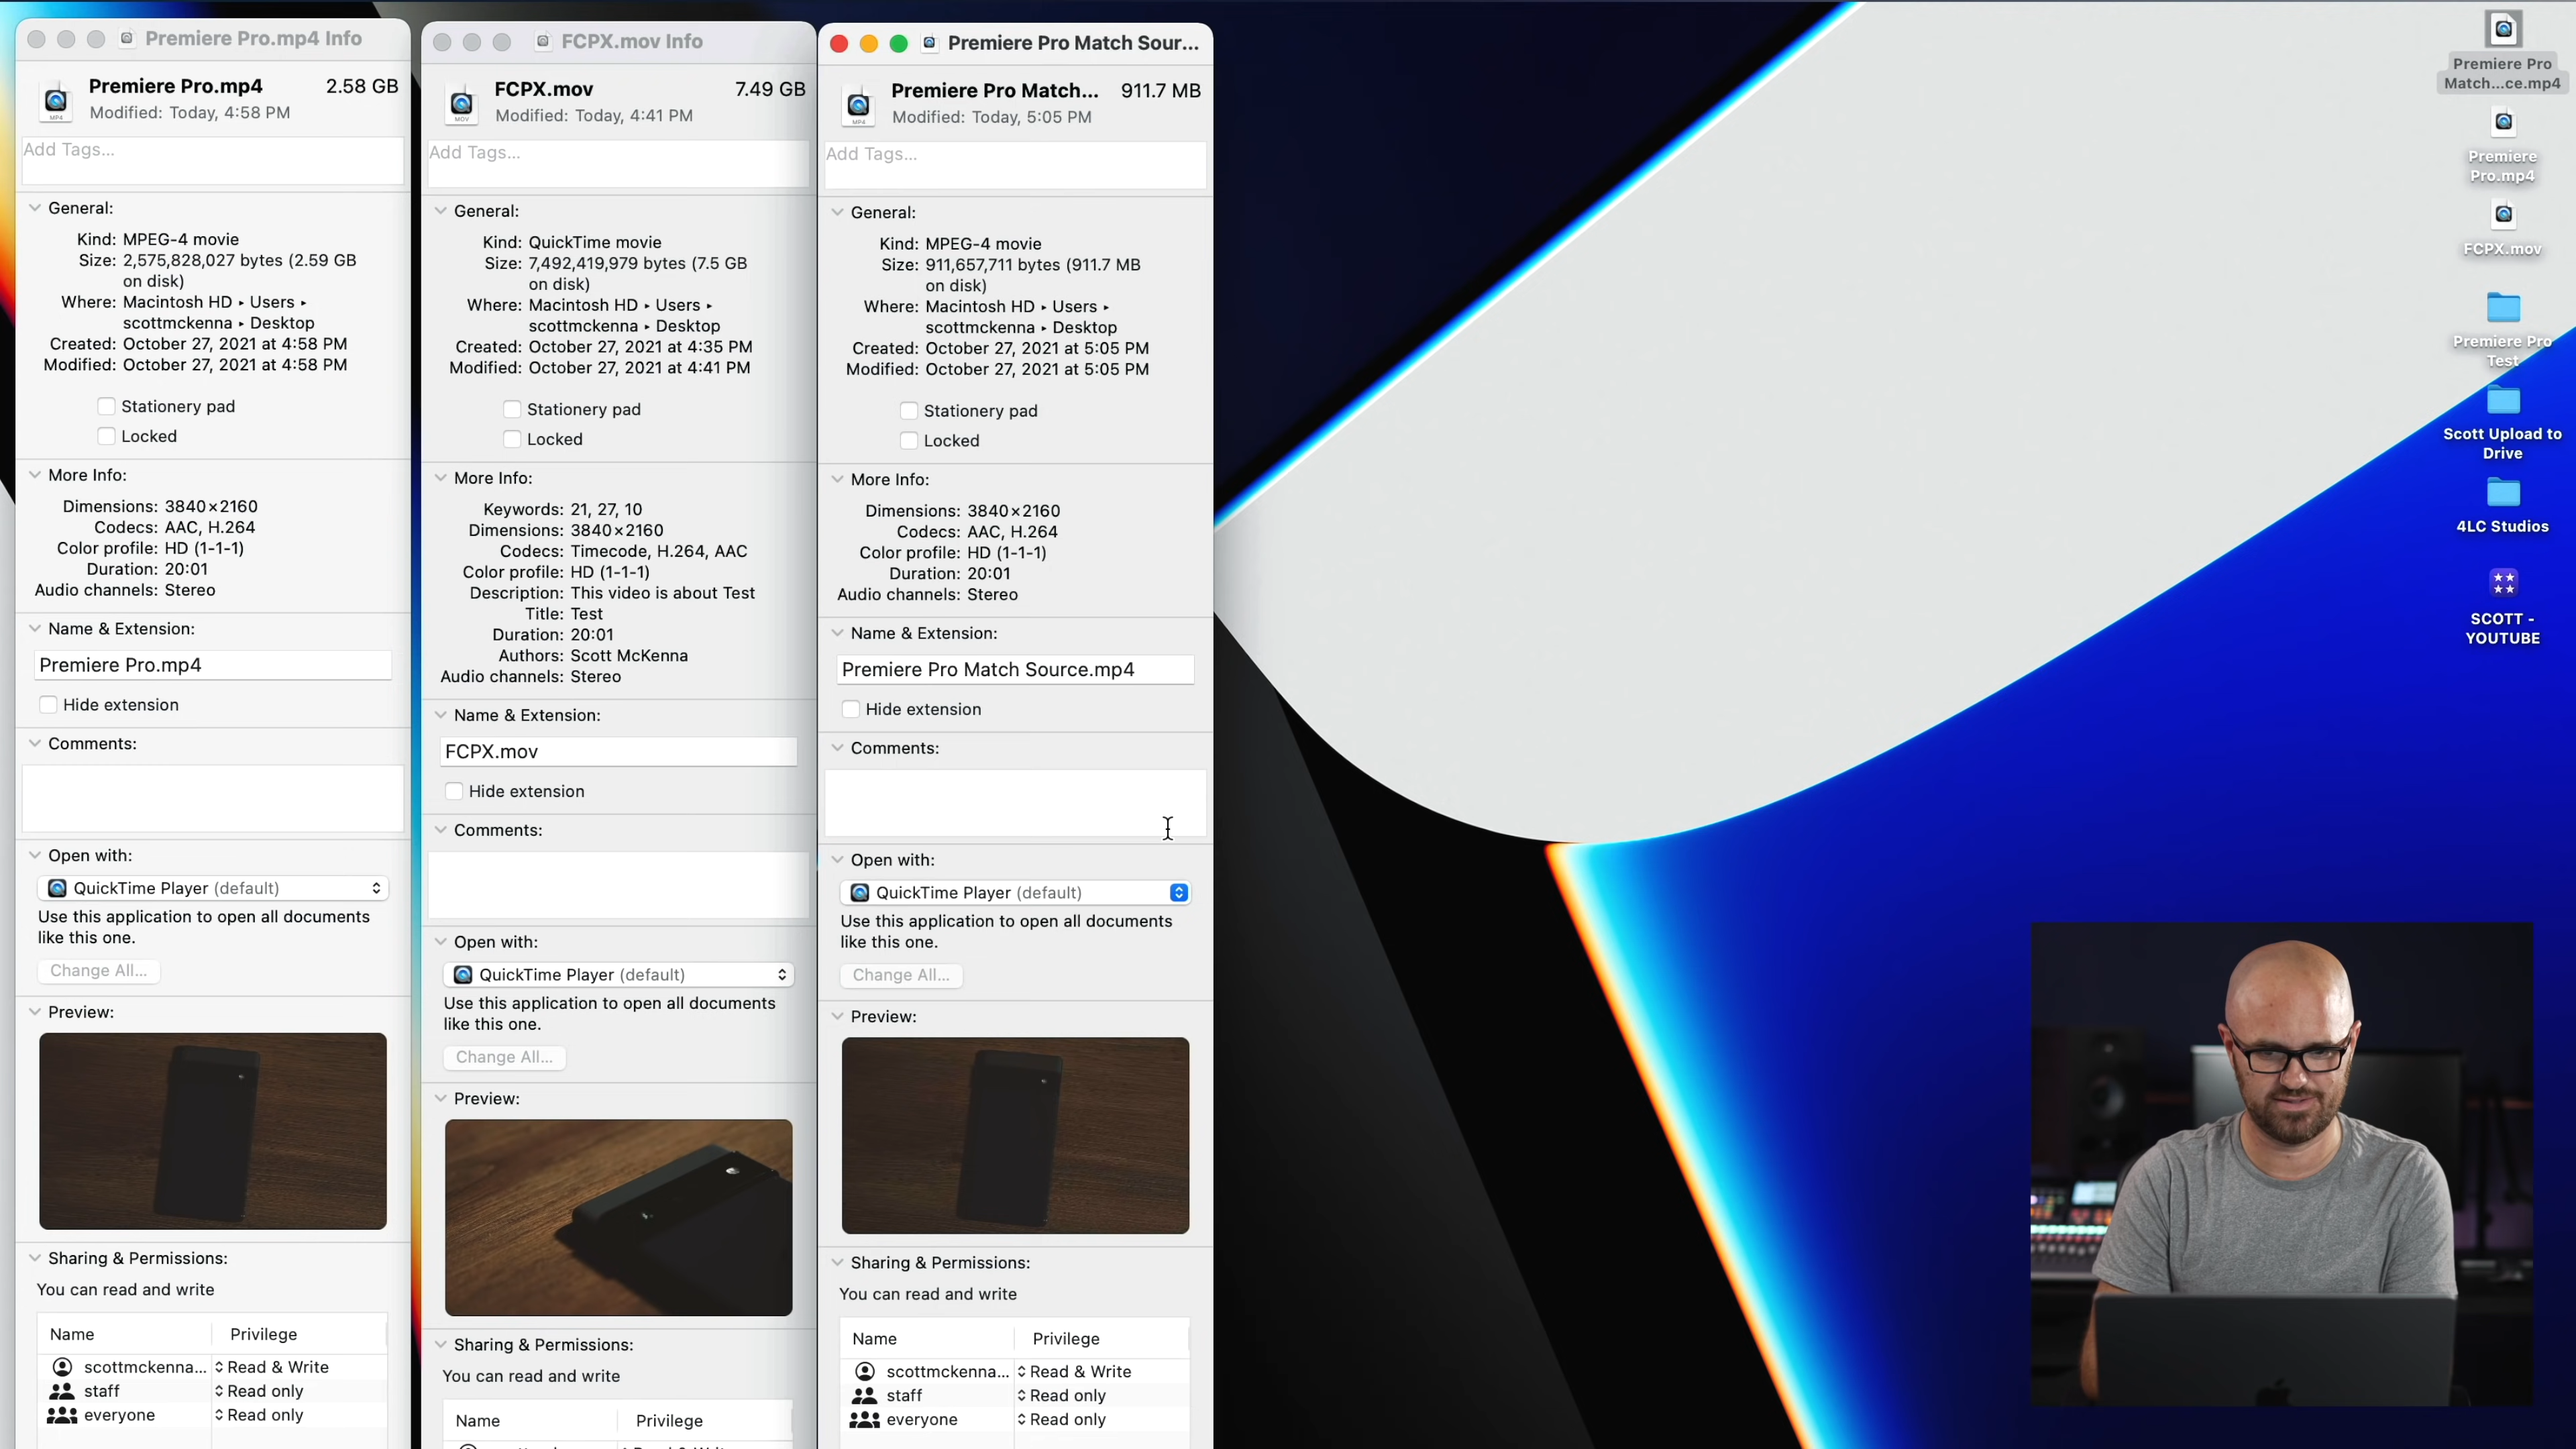 Premiere Pro.mp4 Info
Premiere Pro.mp4 2.58 GB
Modified: Today, 4:58 PM
Add Tags...
General:
Kind: MPEG-4 movie
Size: 2,575,828,027 bytes (2.59 GB
on disk)
Where: Macintosh HD ▸ Users ▸
scottmckenna ▸ Desktop
Created: October 27, 2021 at 4:58 PM
Modified: October 27, 2021 at 4:58 PM
Stationery pad
Locked
More Info:
Dimensions: 3840×2160
Codecs: AAC, H.264
Color profile: HD (1-1-1)
Duration: 20:01
Audio channels: Stereo
Name & Extension:
Premiere Pro.mp4
Hide extension
Comments:
Open with:
QuickTime Player (default)
Use this application to open all documents
like this one.
Change All...
Preview:
Sharing & Permissions:
You can read and write
Name Privilege
scottmckenna... Read & Write
staff Read only
everyone Read only
FCPX.mov Info
FCPX.mov 7.49 GB
MOV
Modified: Today, 4:41 PM
Add Tags...
General:
Kind: QuickTime movie
Size: 7,492,419,979 bytes (7.5 GB
on disk)
Where: Macintosh HD ▸ Users ▸
scottmckenna ▸ Desktop
Created: October 27, 2021 at 4:35 PM
Modified: October 27, 2021 at 4:41 PM
Stationery pad
Locked
More Info:
Keywords: 21, 27, 10
Dimensions: 3840×2160
Codecs: Timecode, H.264, AAC
Color profile: HD (1-1-1)
Description: This video is about Test
Title: Test
Duration: 20:01
Authors: Scott McKenna
Audio channels: Stereo
Name & Extension:
FCPX.mov
Hide extension
Comments:
Open with:
QuickTime Player (default)
Use this application to open all documents
like this one.
Change All...
Preview:
Sharing & Permissions:
You can read and write
Name Privilege
Premiere Pro Match Sour...
Premiere Pro Match... 911.7 MB
MP4
Modified: Today, 5:05 PM
Add Tags...
General:
Kind: MPEG-4 movie
Size: 911,657,711 bytes (911.7 MB
on disk)
Where: Macintosh HD ▸ Users ▸
scottmckenna ▸ Desktop
Created: October 27, 2021 at 5:05 PM
Modified: October 27, 2021 at 5:05 PM
Stationery pad
Locked
More Info:
Dimensions: 3840×2160
Codecs: AAC, H.264
Color profile: HD (1-1-1)
Duration: 20:01
Audio channels: Stereo
Name & Extension:
Premiere Pro Match Source.mp4
Hide extension
Comments:
Open with:
QuickTime Player (default)
Use this application to open all documents
like this one.
Change All...
Preview:
Sharing & Permissions:
You can read and write
Name Privilege
scottmckenna... Read & Write
staff Read only
everyone Read only
Premiere Pro
Match...ce.mp4
Premiere
Pro.mp4
FCPX.mov
Premiere Pro
Test
Scott Upload to
Drive
4LC Studios
SCOTT -
YOUTUBE